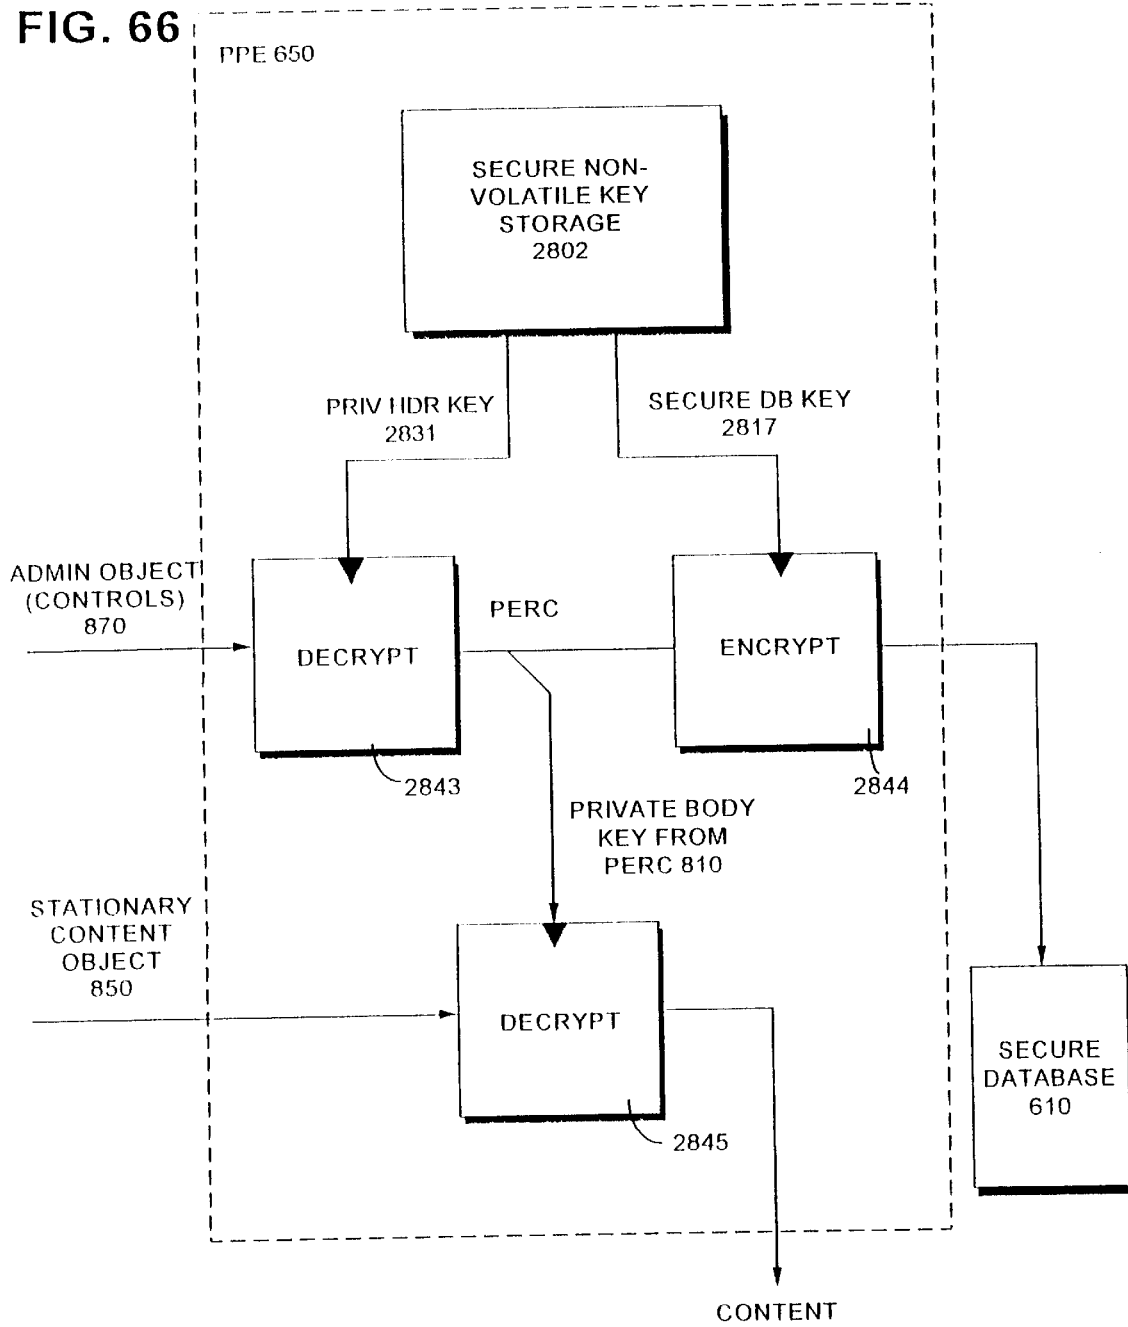 FIG. 66
PPE 650
SECURE NON-
VOLATILE KEY
STORAGE
2802
PRIV HDR KEY
2831
SECURE DB KEY
2817
ADMIN OBJECT
(CONTROLS)
870
DECRYPT
PERC
ENCRYPT
2843
2844
PRIVATE BODY
KEY FROM
PERC 810
STATIONARY
CONTENT
OBJECT
850
DECRYPT
2845
SECURE
DATABASE
610
CONTENT